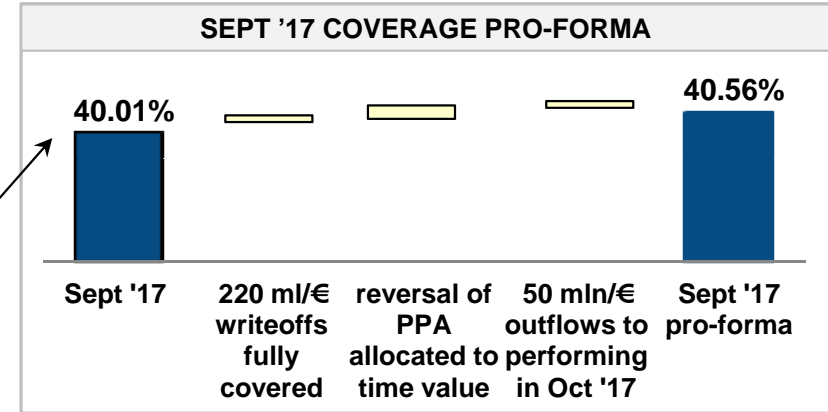 SEPT ’17 COVERAGE PRO-FORMA
40.01%
40.56%
Sept '17
220 ml/€
writeoffs
fully
covered
reversal of
PPA
allocated to
time value
50 mln/€
outflows to
performing
in Oct '17
Sept '17
pro-forma